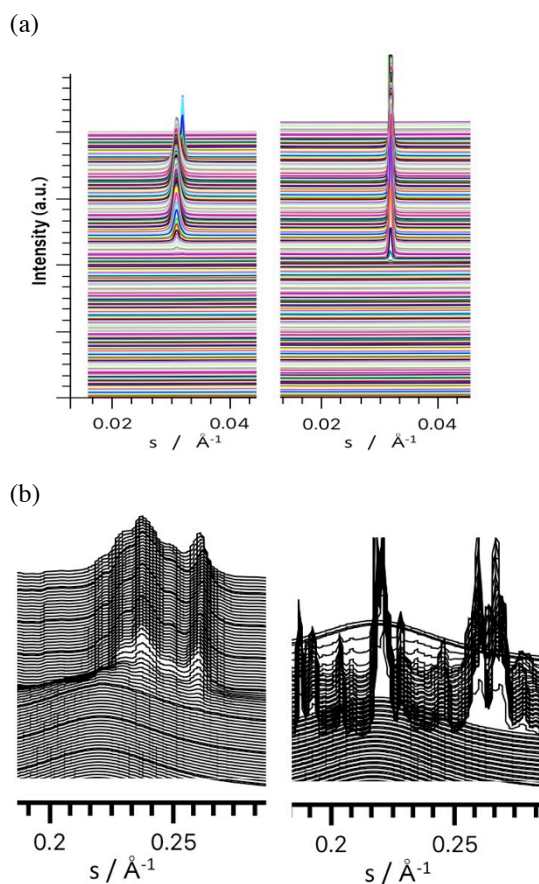 (a)
Intensity (a.u.)
0.02 0.04 0.02 0.04
s / Å-1 s / Å-1
(b)
0.2 0.25 0.2 0.25
s / Å-1 s / Å-1